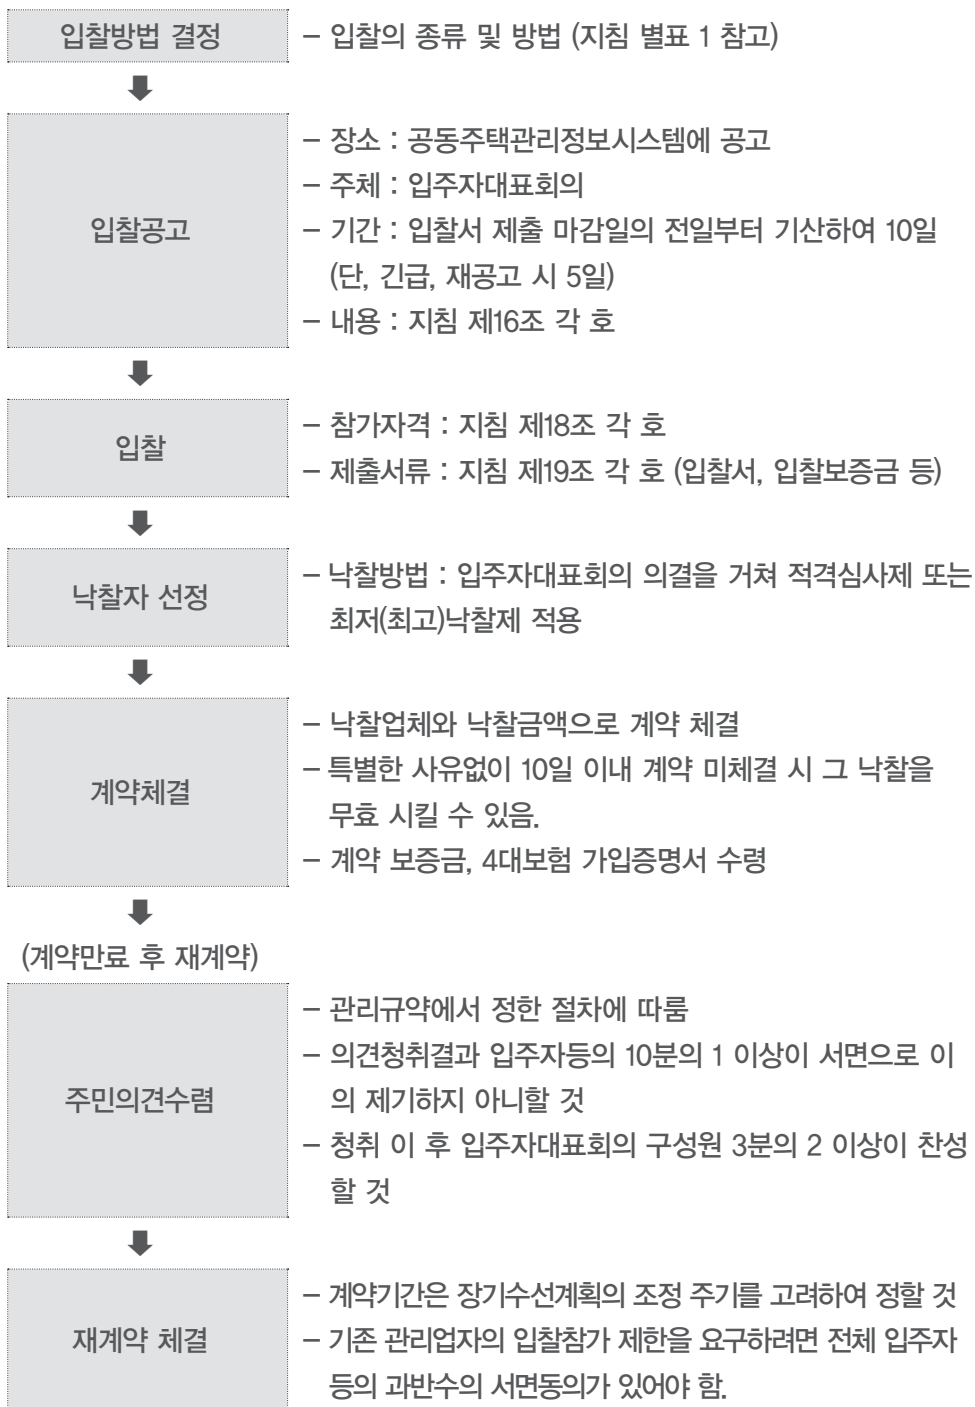 입찰방법 결정
– 입찰의 종류 및 방법 (지침 별표 1 참고)
입찰공고
– 장소 : 공동주택관리정보시스템에 공고
– 주체 : 입주자대표회의
– 기간 : 입찰서 제출 마감일의 전일부터 기산하여 10일
(단, 긴급, 재공고 시 5일)
– 내용 : 지침 제16조 각 호
입찰
– 참가자격 : 지침 제18조 각 호
– 제출서류 : 지침 제19조 각 호 (입찰서, 입찰보증금 등)
낙찰자 선정
– 낙찰방법 : 입주자대표회의 의결을 거쳐 적격심사제 또는
최저(최고)낙찰제 적용
계약체결
– 낙찰업체와 낙찰금액으로 계약 체결
– 특별한 사유없이 10일 이내 계약 미체결 시 그 낙찰을
무효 시킬 수 있음.
– 계약 보증금, 4대보험 가입증명서 수령
(계약만료 후 재계약)
주민의견수렴
– 관리규약에서 정한 절차에 따룸
– 의견청취결과 입주자등의 10분의 1 이상이 서면으로 이
의 제기하지 아니할 것
– 청취 이 후 입주자대표회의 구성원 3분의 2 이상이 찬성
할 것
재계약 체결
– 계약기간은 장기수선계획의 조정 주기를 고려하여 정할 것
– 기존 관리업자의 입찰참가 제한을 요구하려면 전체 입주자
등의 과반수의 서면동의가 있어야 함.